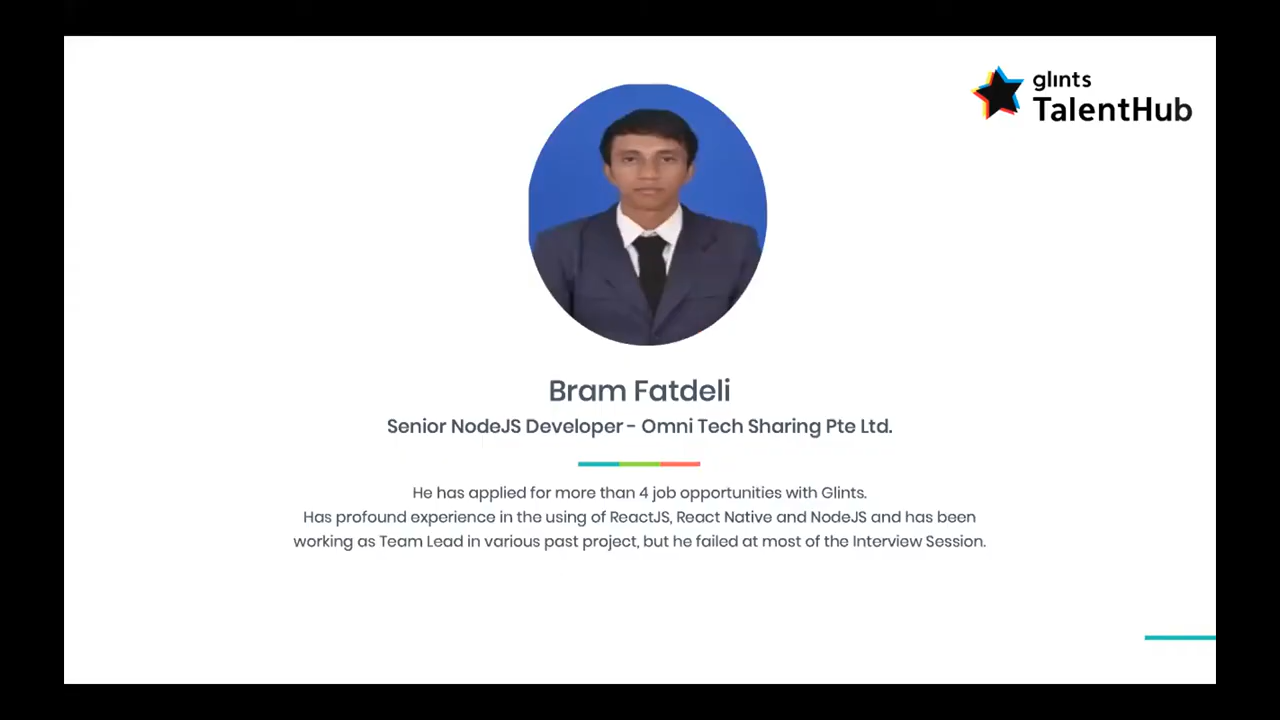 glints
TalentHub
Bram Fatdeli
Senior NodeJS Developer - Omni Tech Sharing Pte Ltd.
He has applied for more than 4 job opportunities with Glints.
Has profound experience in the using of ReactJS, React Native and NodeJS and has been
working as Team Lead in various past project, but he failed at most of the Interview Session.